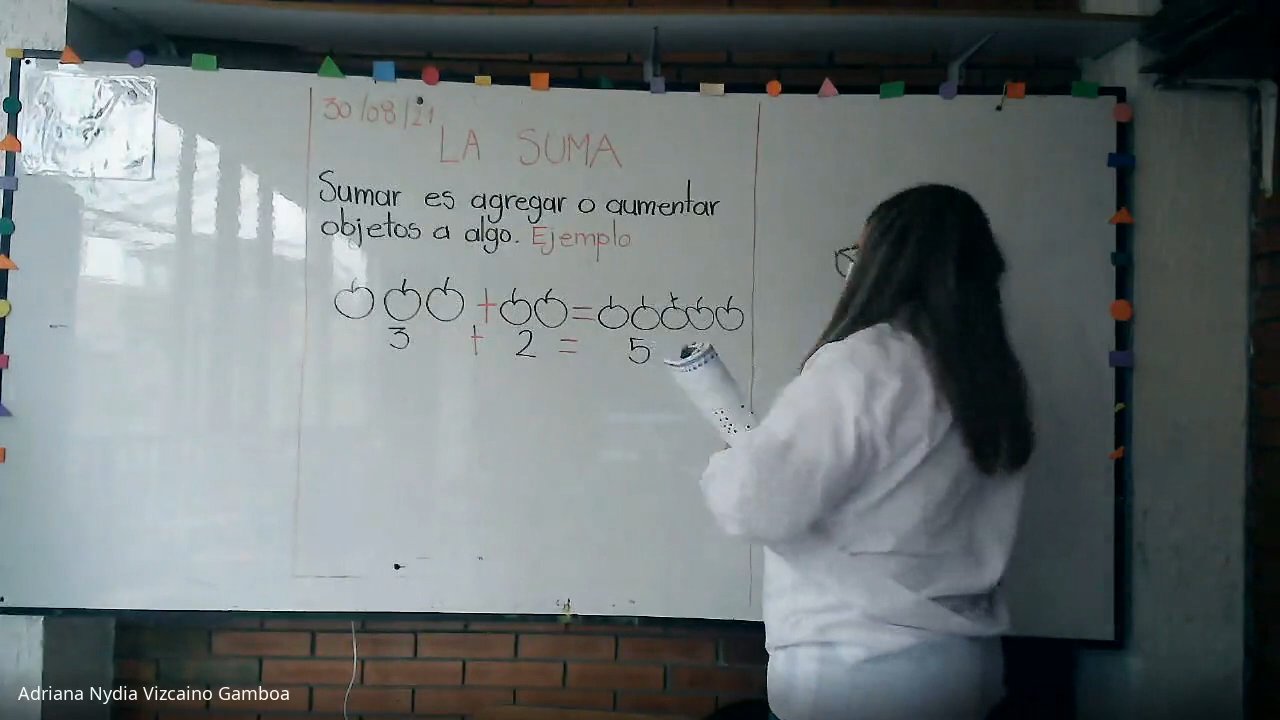 30/08/21
LA SUMA
Sumar es agregar o aumentar
objetos a algo. Ejemplo
+ =
3 + 2 = 5
Adriana Nydia Vizcaino Gamboa